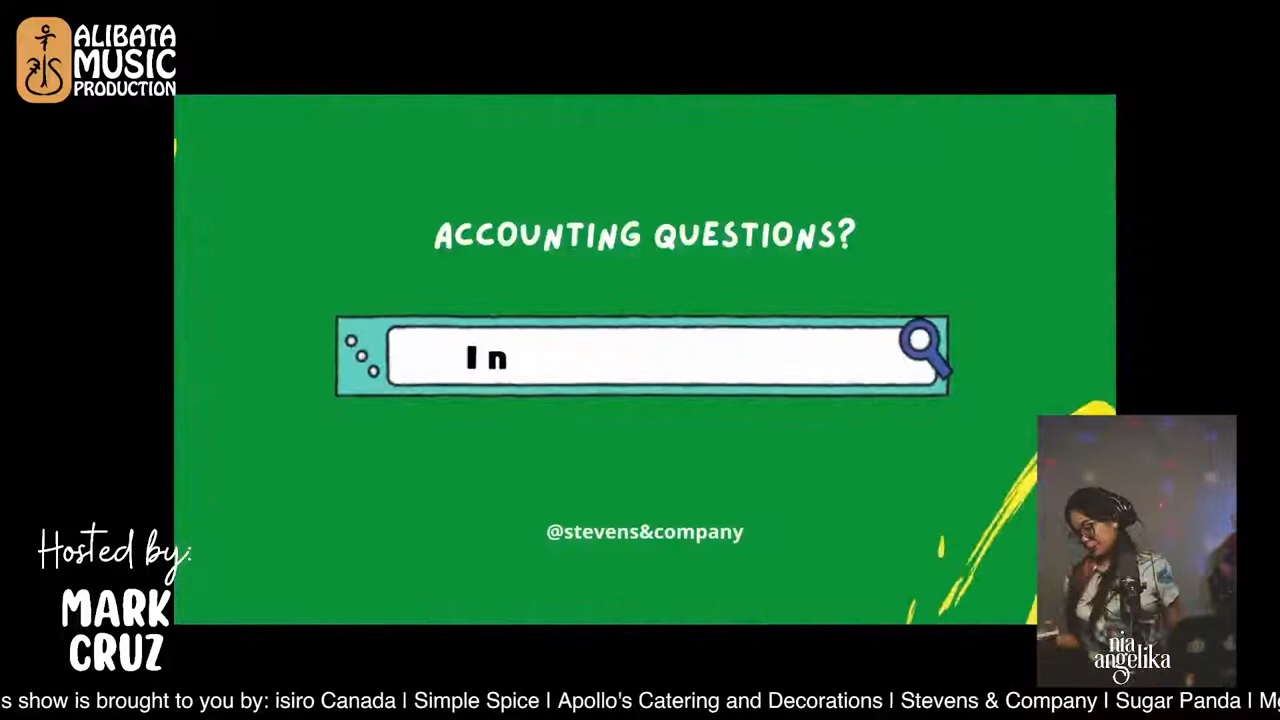 ALIBATA
MUSIC
PRODUCTION
ACCOUNTING QUESTIONS?
In
@stevens&company
Hosted by:
MARK
CRUZ
nia
angelika
s show is brought to you by: isiro Canada | Simple Spice | Apollo's Catering and Decorations | Stevens & Company | Sugar Panda |